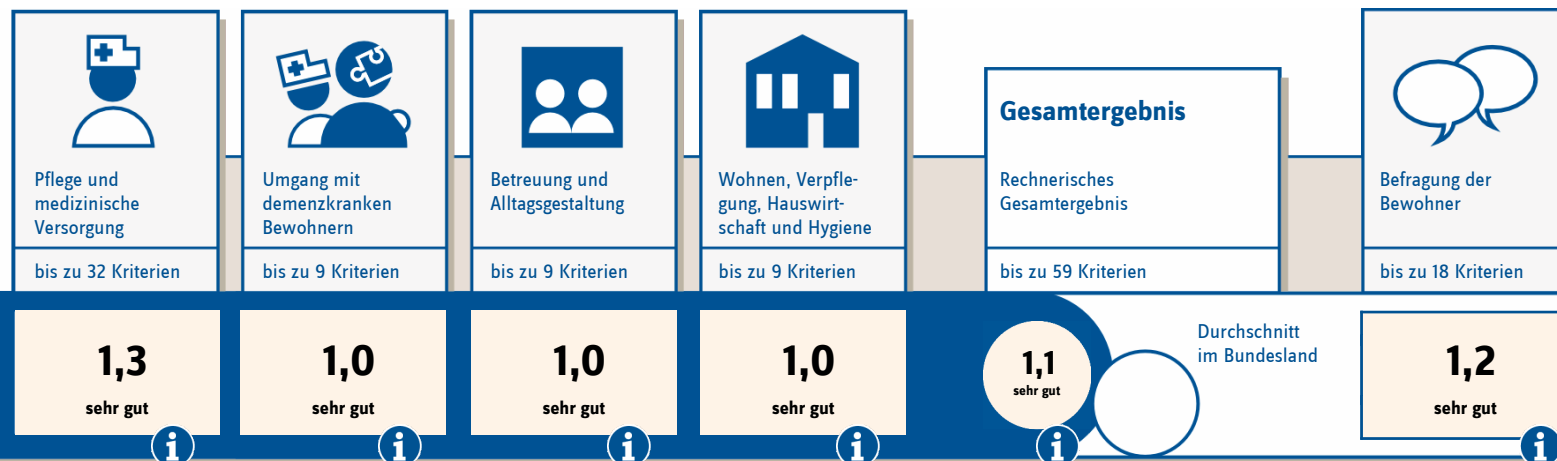 Pflege und
medizinische
Versorgung
bis zu 32 Kriterien
1,3
sehr gut
Umgang mit
demenzkranken
Bewohnern
bis zu 9 Kriterien
1,0
sehr gut
Betreuung und
Alltagsgestaltung
bis zu 9 Kriterien
1,0
sehr gut
Wohnen, Verpfle-
gung, Hauswirt-
schaft und Hygiene
bis zu 9 Kriterien
1,0
sehr gut
Gesamtergebnis
Rechnerisches
Gesamtergebnis
bis zu 59 Kriterien
1,1
sehr gut
Durchschnitt
im Bundesland
Befragung der
Bewohner
bis zu 18 Kriterien
1,2
sehr gut